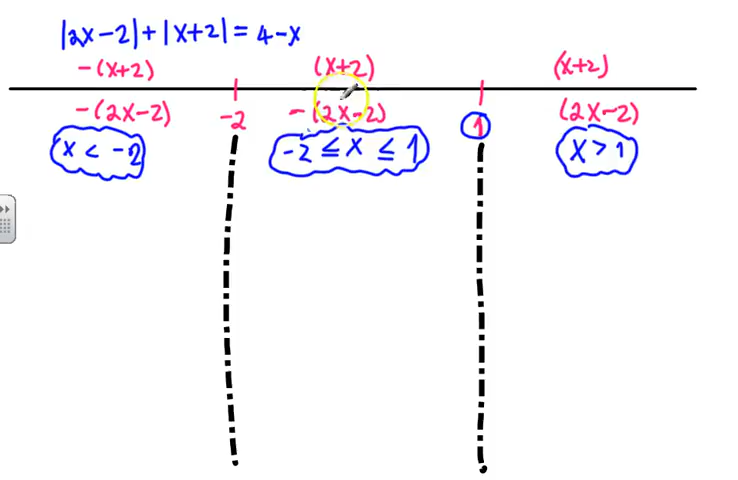 |2x-2|+|x+2|= 4-x
-(x+2) (x+2) (x+2)
-(2x-2) -2 -(2x-2) 1 (2x-2)
x < -2 -2 ≤ x ≤ 1 x > 1